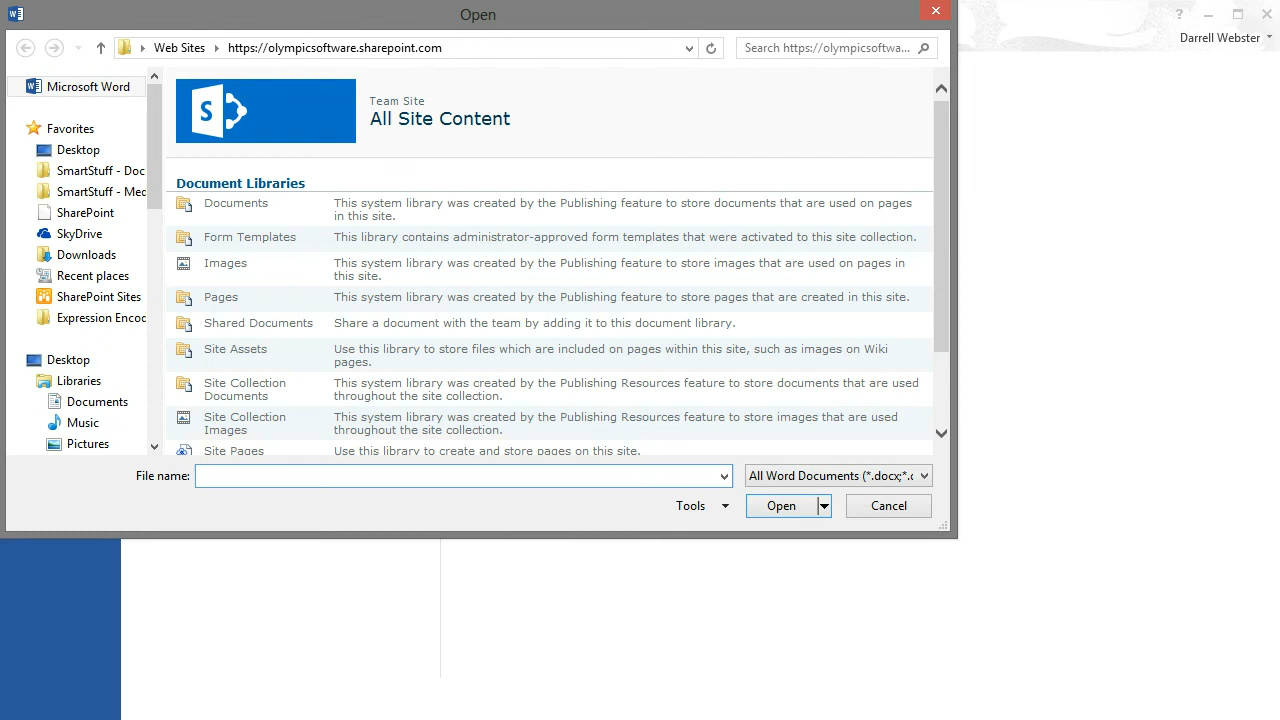 Open
?
Darrell Webster
Web Sites
https://olympicsoftware.sharepoint.com
Search https://olympicsoftwa...
Microsoft Word
Favorites
Desktop
SmartStuff - Doc
SmartStuff - Med
SharePoint
SkyDrive
Downloads
Recent places
SharePoint Sites
Expression Encod
Desktop
Libraries
Documents
Music
Pictures
S
Team Site
All Site Content
Document Libraries
Documents
This system library was created by the Publishing feature to store documents that are used on pages
in this site.
Form Templates
This library contains administrator-approved form templates that were activated to this site collection.
Images
This system library was created by the Publishing feature to store images that are used on pages in
this site.
Pages
This system library was created by the Publishing feature to store pages that are created in this site.
Shared Documents
Share a document with the team by adding it to this document library.
Site Assets
Use this library to store files which are included on pages within this site, such as images on Wiki
pages.
Site Collection
Documents
This system library was created by the Publishing Resources feature to store documents that are used
throughout the site collection.
Site Collection
Images
This system library was created by the Publishing Resources feature to store images that are used
throughout the site collection.
Site Pages
Use this library to create and store pages on this site.
File name:
All Word Documents (*.docx;*.c
Tools
Open
Cancel